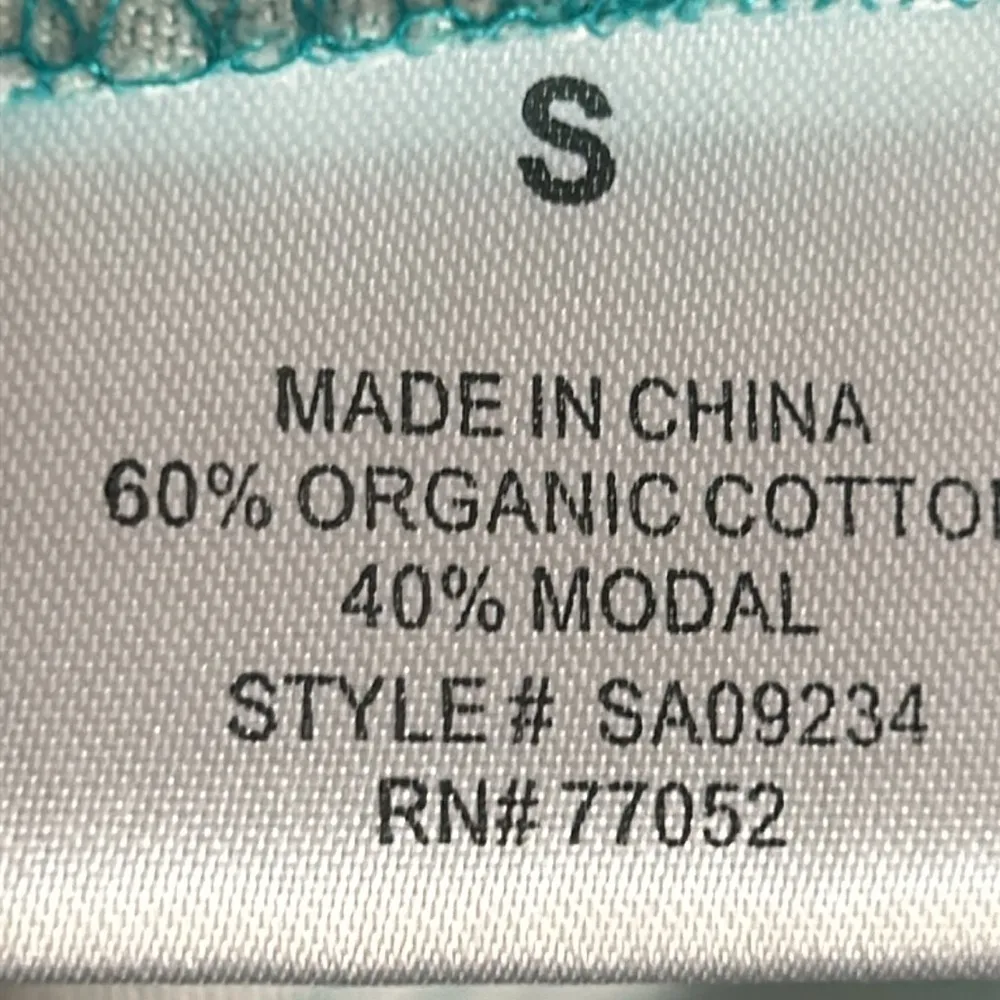 S
MADE IN CHINA
60% ORGANIC COTTO
40% MODAL
STYLE # SA09234
RN# 77052